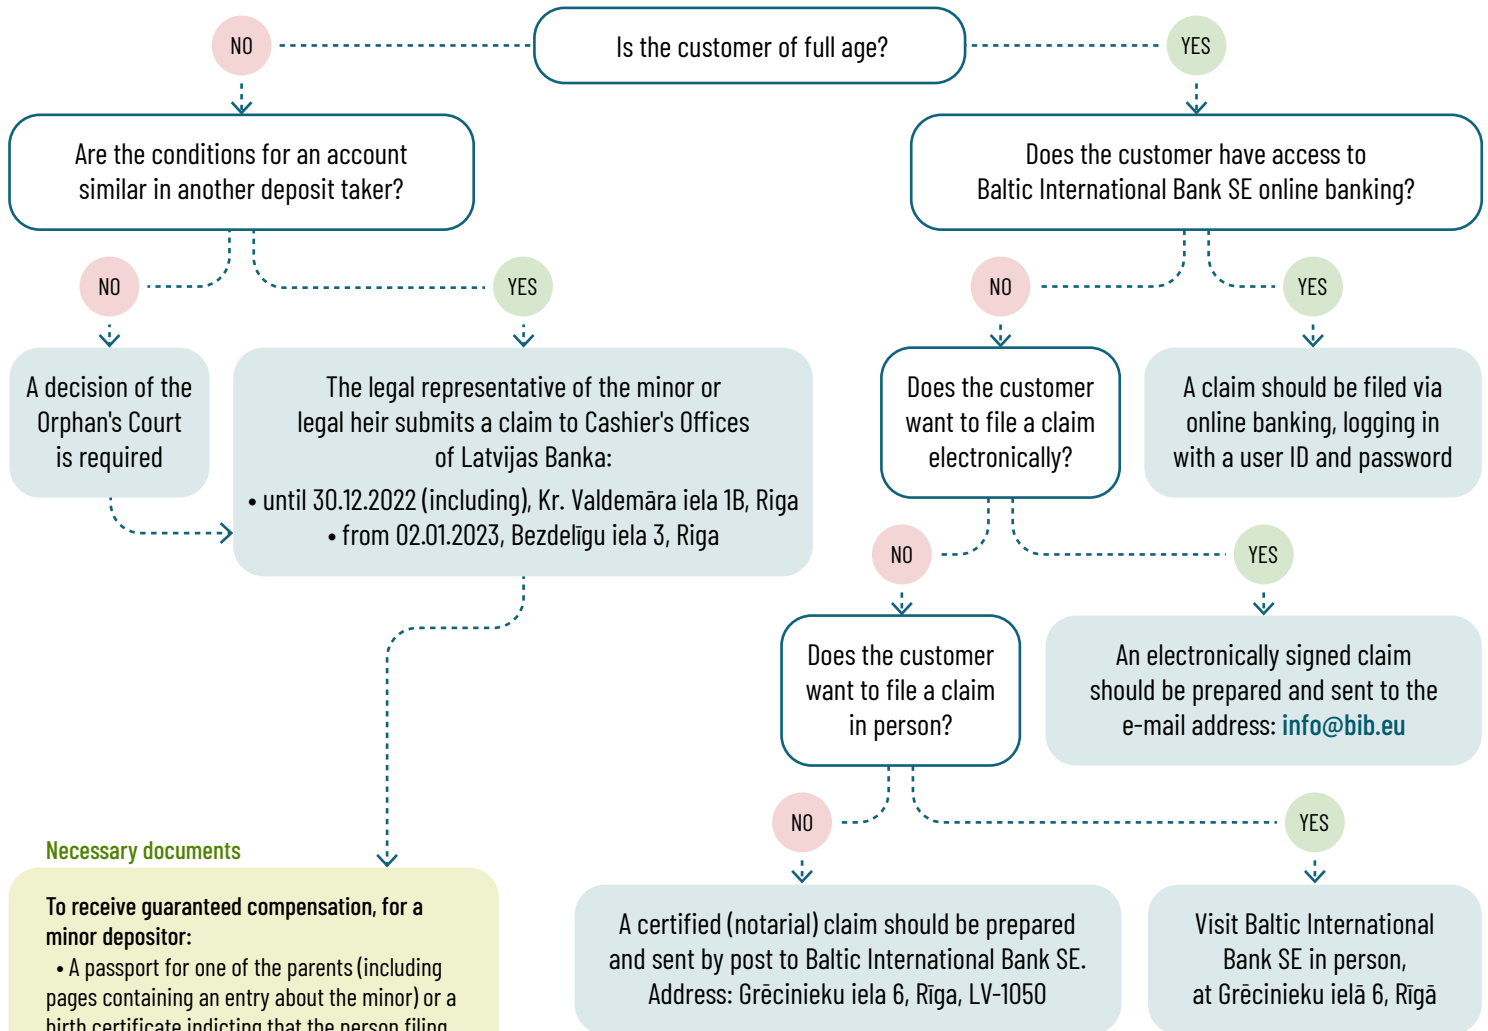 Is the customer of full age?
NO
YES
Are the conditions for an account
similar in another deposit taker?
Does the customer have access to
Baltic International Bank SE online banking?
NO
YES
NO
YES
A decision of the
Orphan's Court
is required
The legal representative of the minor or
legal heir submits a claim to Cashier's Offices
of Latvijas Banka:
• until 30.12.2022 (including), Kr. Valdemāra iela 1B, Riga
• from 02.01.2023, Bezdelīgu iela 3, Riga
Does the customer
want to file a claim
electronically?
A claim should be filed via
online banking, logging in
with a user ID and password
NO
YES
Does the customer
want to file a claim
in person?
An electronically signed claim
should be prepared and sent to the
e-mail address: info@bib.eu
NO
YES
Necessary documents
To receive guaranteed compensation, for a
minor depositor:
• A passport for one of the parents (including
pages containing an entry about the minor) or a
birth certificate indicting that the person filing
A certified (notarial) claim should be prepared
and sent by post to Baltic International Bank SE.
Address: Grēcinieku iela 6, Rīga, LV-1050
Visit Baltic International
Bank SE in person,
at Grēcinieku ielā 6, Rīgā